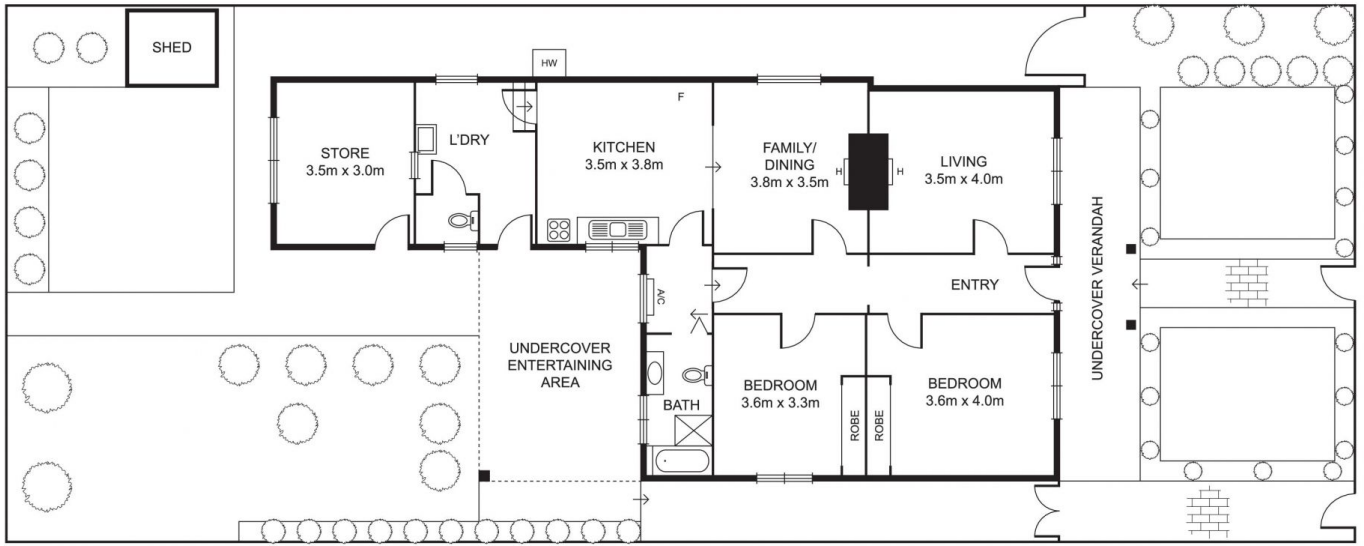 SHED
HW
STORE
3.5m x 3.0m
L'DRY
KITCHEN
3.5m x 3.8m
F
FAMILY/
DINING
3.8m x 3.5m
H
H
LIVING
3.5m x 4.0m
UNDERCOVER VERANDAH
ENTRY
A/C
UNDERCOVER
ENTERTAINING
AREA
BATH
BEDROOM
3.6m x 3.3m
ROBE
ROBE
BEDROOM
3.6m x 4.0m